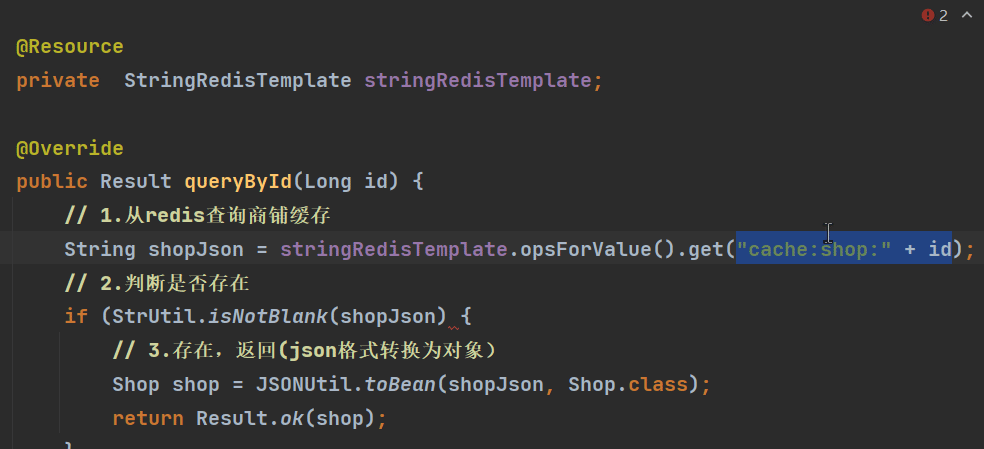 2
@Resource
private  StringRedisTemplate stringRedisTemplate;
@Override
public Result queryById(Long id) {
// 1.从redis查询商铺缓存
String shopJson = stringRedisTemplate.opsForValue().get("cache:shop:" + id);
// 2.判断是否存在
if (StrUtil.isNotBlank(shopJson) {
// 3.存在，返回(json格式转换为对象）
Shop shop = JSONUtil.toBean(shopJson, Shop.class);
return Result.ok(shop);
}